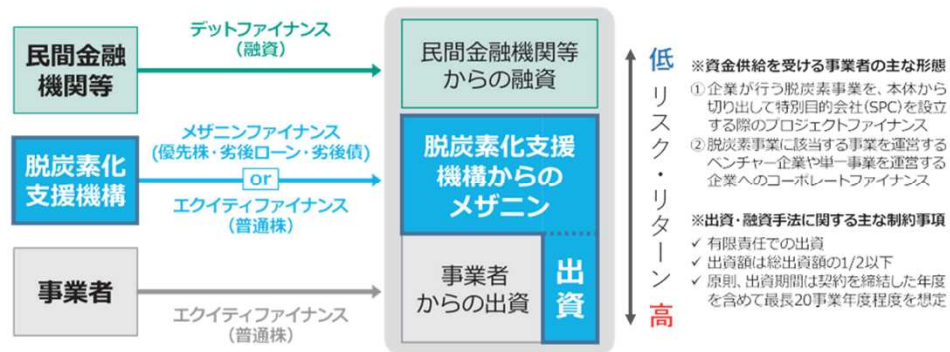 民間金融
機関等
デットファイナンス
(融資)
民間金融機関等
からの融資
脱炭素化
支援機構
メザニンファイナンス
(優先株・劣後ローン・劣後債)
or
エクイティファイナンス
(普通株)
脱炭素化支援
機構からの
メザニン
事業者
エクイティファイナンス
(普通株)
事業者
からの出資
出資
低
リスク・リターン
高
※資金供給を受ける事業者の主な形態
①企業が行う脱炭素事業を、本体から
切り出して特別目的会社(SPC)を設立
する際のプロジェクトファイナンス
②脱炭素事業に該当する事業を運営する
ベンチャー企業や単一事業を運営する
企業へのコーポレートファイナンス
※出資・融資手法に関する主な制約事項
✓ 有限責任での出資
✓ 出資額は総出資額の1/2以下
✓ 原則、出資期間は契約を締結した年度
を含めて最長20事業年度程度を想定